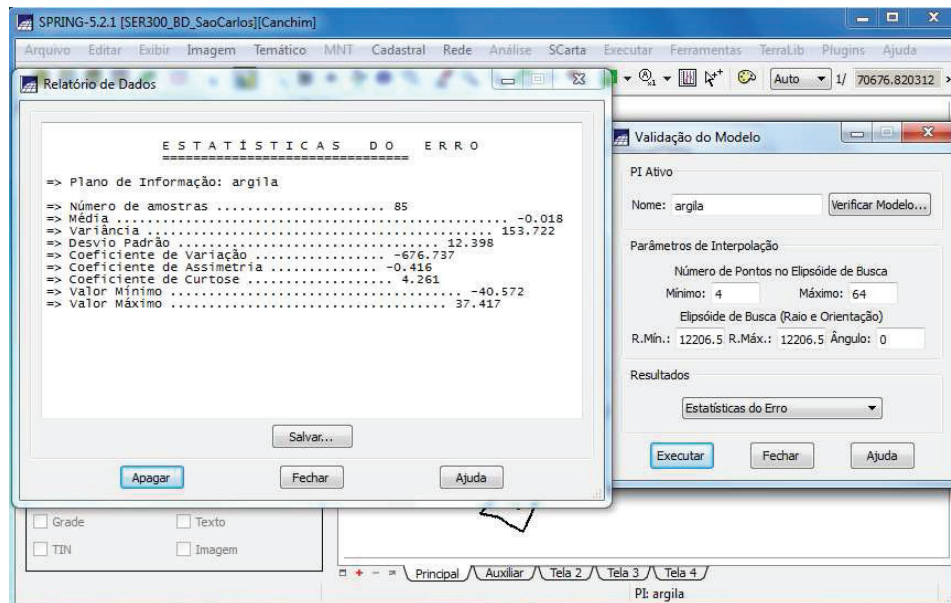 SPRING-5.2.1 [SER300_BD_SaoCarlos][Canchim]
Arquivo Editar Exibir Imagem Temático MNT Cadastral Rede Análise SCarta Executar Ferramentas TerraLib Plugins Ajuda
Auto 1/ 70676.820312
Relatório de Dados
E S T A T Í S T I C A S D O E R R O
=================================
=> Plano de Informação: argila
=> Número de amostras ...................... 85
=> Média .................................................. -0.018
=> Variância .............................................. 153.722
=> Desvio Padrão .................................. 12.398
=> Coeficiente de Variação ............... -676.737
=> Coeficiente de Assimetria .............. -0.416
=> Coeficiente de Curtose ................... 4.261
=> Valor Mínimo ...................................... -40.572
=> Valor Máximo .................................... 37.417
Salvar...
Apagar Fechar Ajuda
Validação do Modelo
PI Ativo
Nome: argila Verificar Modelo...
Parâmetros de Interpolação
Número de Pontos no Elipsóide de Busca
Mínimo: 4 Máximo: 64
Elipsóide de Busca (Raio e Orientação)
R.Mín.: 12206.5 R.Máx.: 12206.5 Ângulo: 0
Resultados
Estatísticas do Erro
Executar Fechar Ajuda
Grade Texto
TIN Imagem
Principal Auxiliar Tela 2 Tela 3 Tela 4
PI: argila